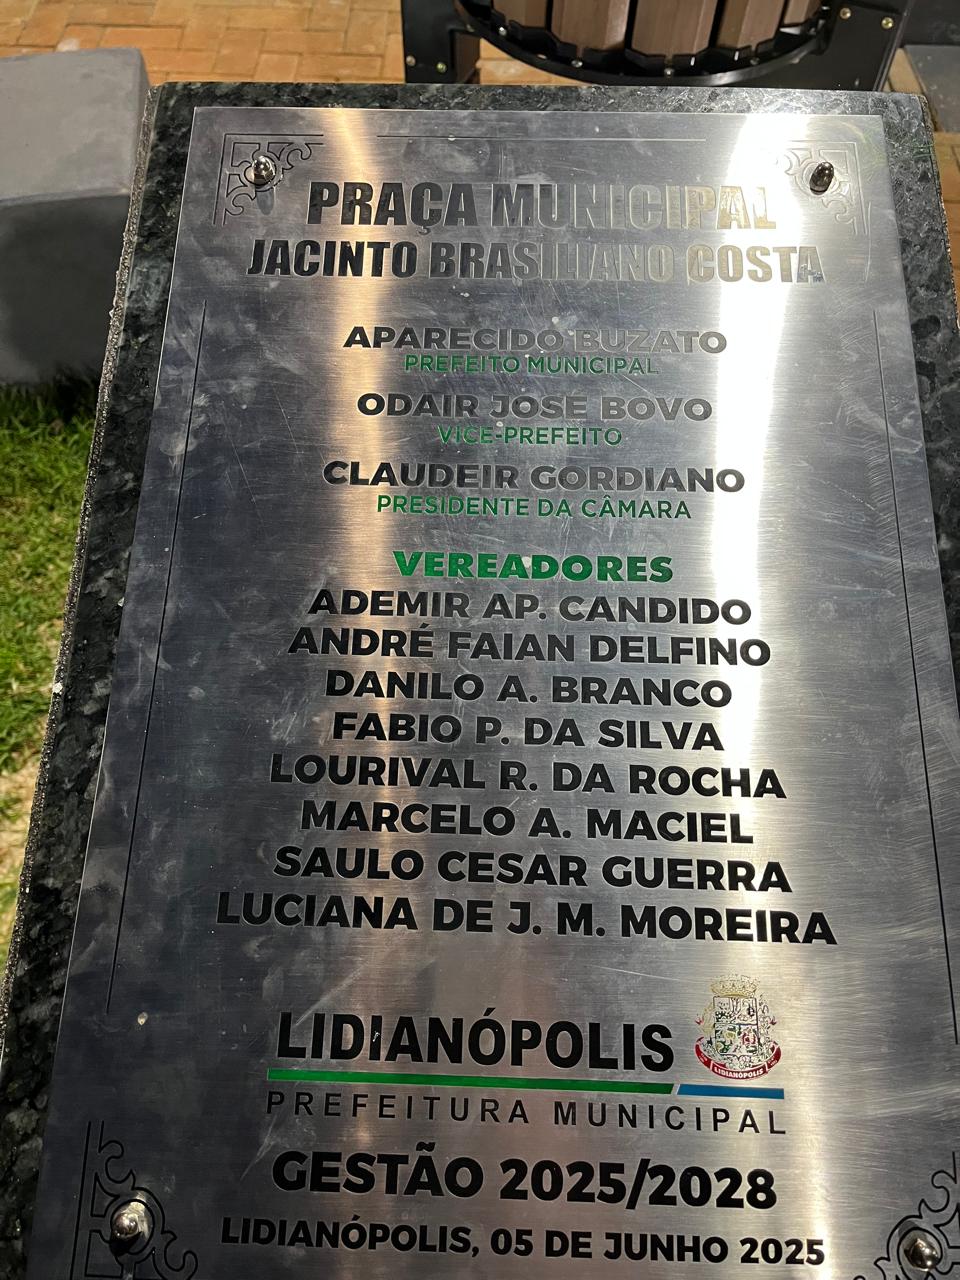 PRAÇA MUNICIPAL
JACINTO BRASILIANO COSTA
APARECIDO BUZATO
PREFEITO MUNICIPAL
ODAIR JOSÉ BOVO
VICE-PREFEITO
CLAUDEIR GORDIANO
PRESIDENTE DA CÂMARA
VEREADORES
ADEMIR AP. CANDIDO
ANDRÉ FAIAN DELFINO
DANILO A. BRANCO
FABIO P. DA SILVA
LOURIVAL R. DA ROCHA
MARCELO A. MACIEL
SAULO CESAR GUERRA
LUCIANA DE J. M. MOREIRA
LIDIANÓPOLIS
LIDIANÓPOLIS
PREFEITURA MUNICIPAL
GESTÃO 2025/2028
LIDIANÓPOLIS, 05 DE JUNHO 2025